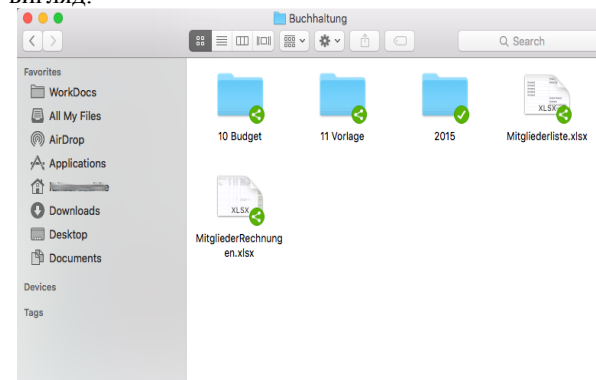 вигляд:
Buchhaltung
Search
Favorites
WorkDocs
All My Files
AirDrop
Applications
Downloads
Desktop
Documents
Devices
Tags
10 Budget
11 Vorlage
2015
XLSX
Mitgliederliste.xlsx
XLSX
MitgliederRechnung
en.xlsx